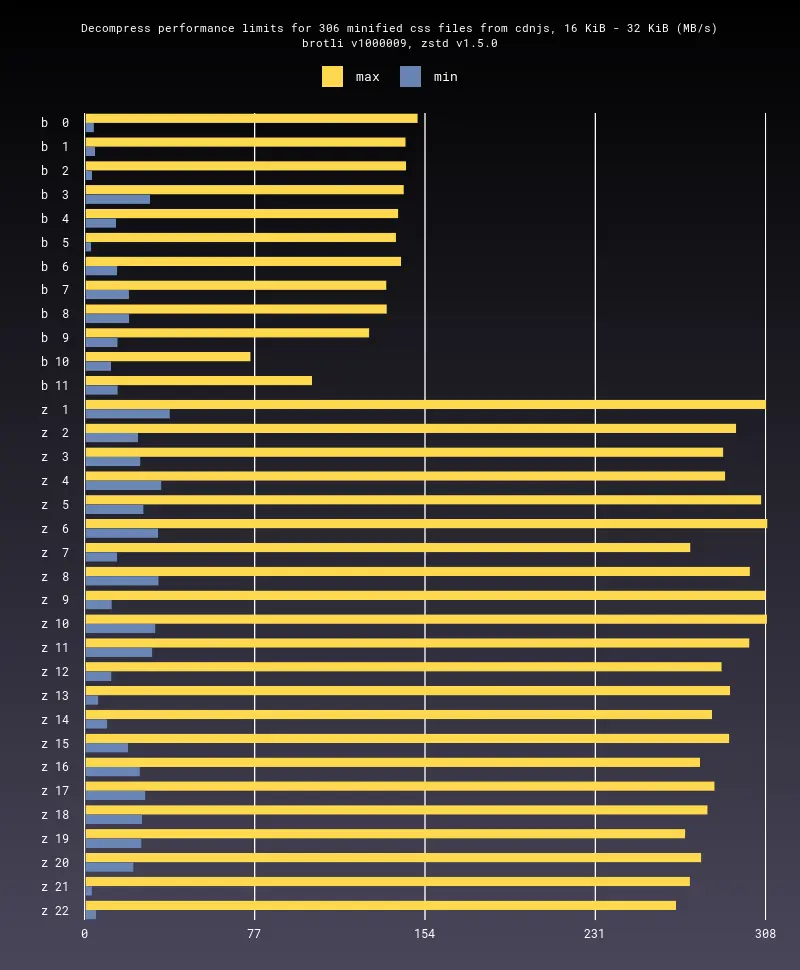 Decompress performance limits for 306 minified css files from cdnjs, 16 KiB - 32 KiB (MB/s)
brotli v1000009, zstd v1.5.0
max min
b 0
b 1
b 2
b 3
b 4
b 5
b 6
b 7
b 8
b 9
b 10
b 11
z 1
z 2
z 3
z 4
z 5
z 6
z 7
z 8
z 9
z 10
z 11
z 12
z 13
z 14
z 15
z 16
z 17
z 18
z 19
z 20
z 21
z 22
0 77 154 231 308